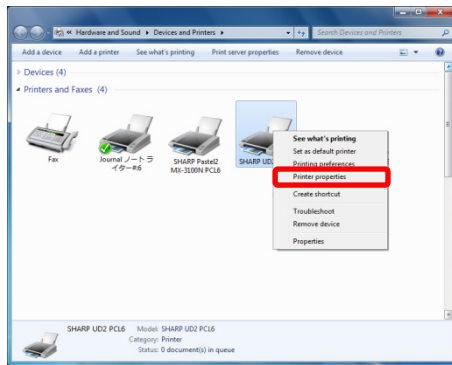 « Hardware and Sound ▸ Devices and Printers ▸ Search Devices and Printers
Add a device Add a printer See what's printing Print server properties Remove device
Devices (4)
Printers and Faxes (4)
Fax
Journal ノート ラ
イター#:6
SHARP Pastel2
MX-3100N PCL6
SHARP UD2
See what's printing
Set as default printer
Printing preferences
Printer properties
Create shortcut
Troubleshoot
Remove device
Properties
SHARP UD2 PCL6 Model: SHARP UD2 PCL6
Category: Printer
Status: 0 document(s) in queue